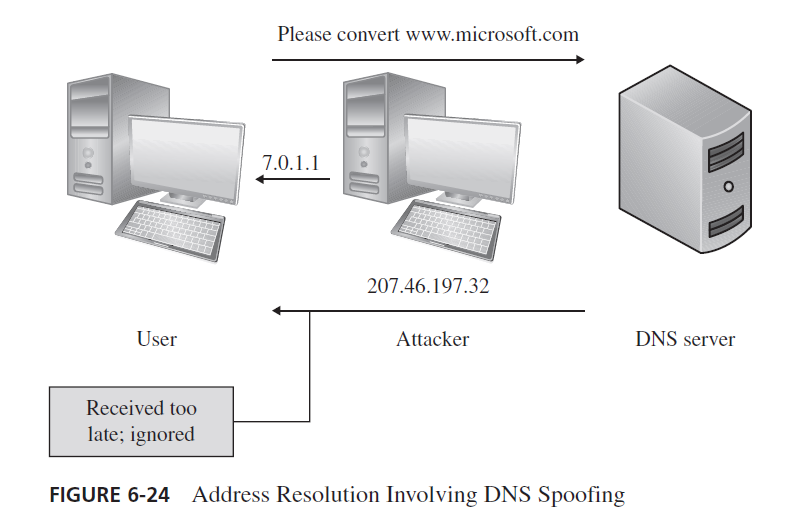 Please convert www.microsoft.com
7.0.1.1
207.46.197.32
User
Attacker
DNS server
Received too
late; ignored
FIGURE 6-24 Address Resolution Involving DNS Spoofing